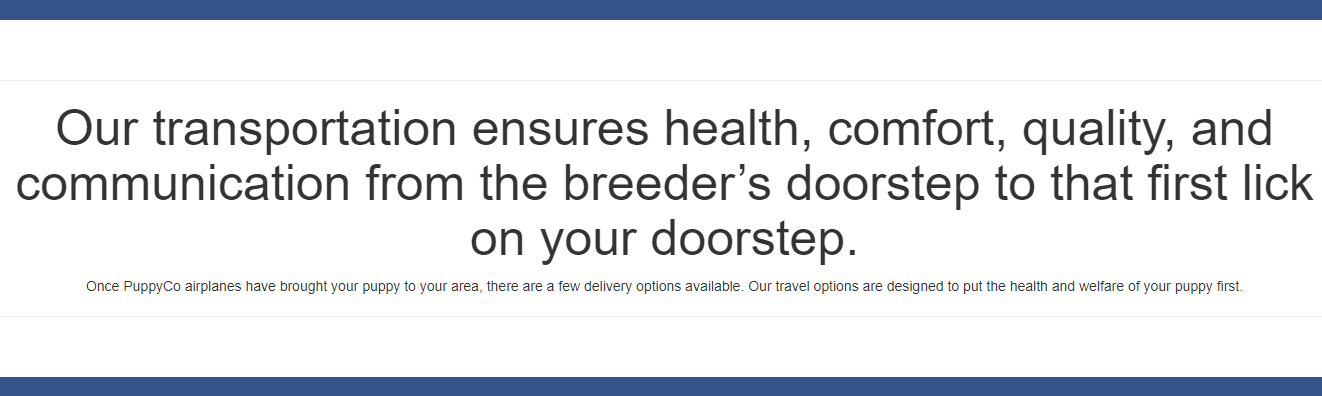 Our transportation ensures health, comfort, quality, and
communication from the breeder’s doorstep to that first lick
on your doorstep.
Once PuppyCo airplanes have brought your puppy to your area, there are a few delivery options available. Our travel options are designed to put the health and welfare of your puppy first.